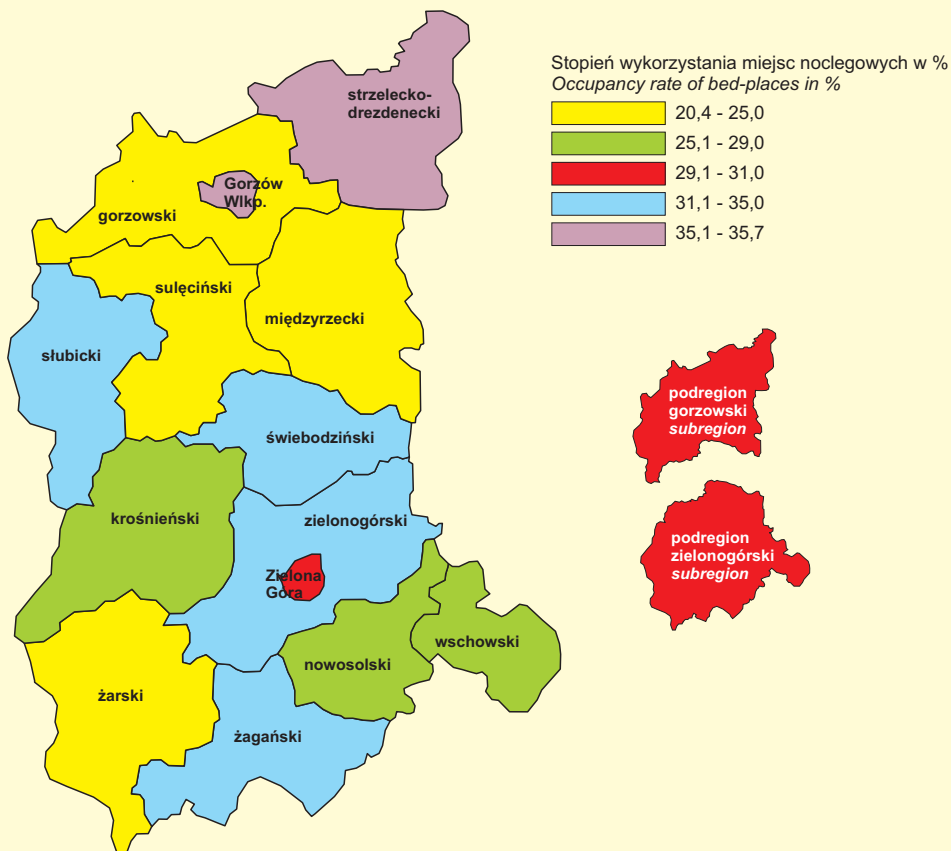 Stopień wykorzystania miejsc noclegowych w %
Occupancy rate of bed-places in %
20,4 - 25,0
25,1 - 29,0
29,1 - 31,0
31,1 - 35,0
35,1 - 35,7
strzelecko-
drezdenecki
Gorzów
Wlkp.
gorzowski
sulęciński
międzyrzecki
słubicki
świebodziński
krośnieński
zielonogórski
Zielona
Góra
wschowski
nowosolski
żarski
żagański
podregion
gorzowski
subregion
podregion
zielonogórski
subregion